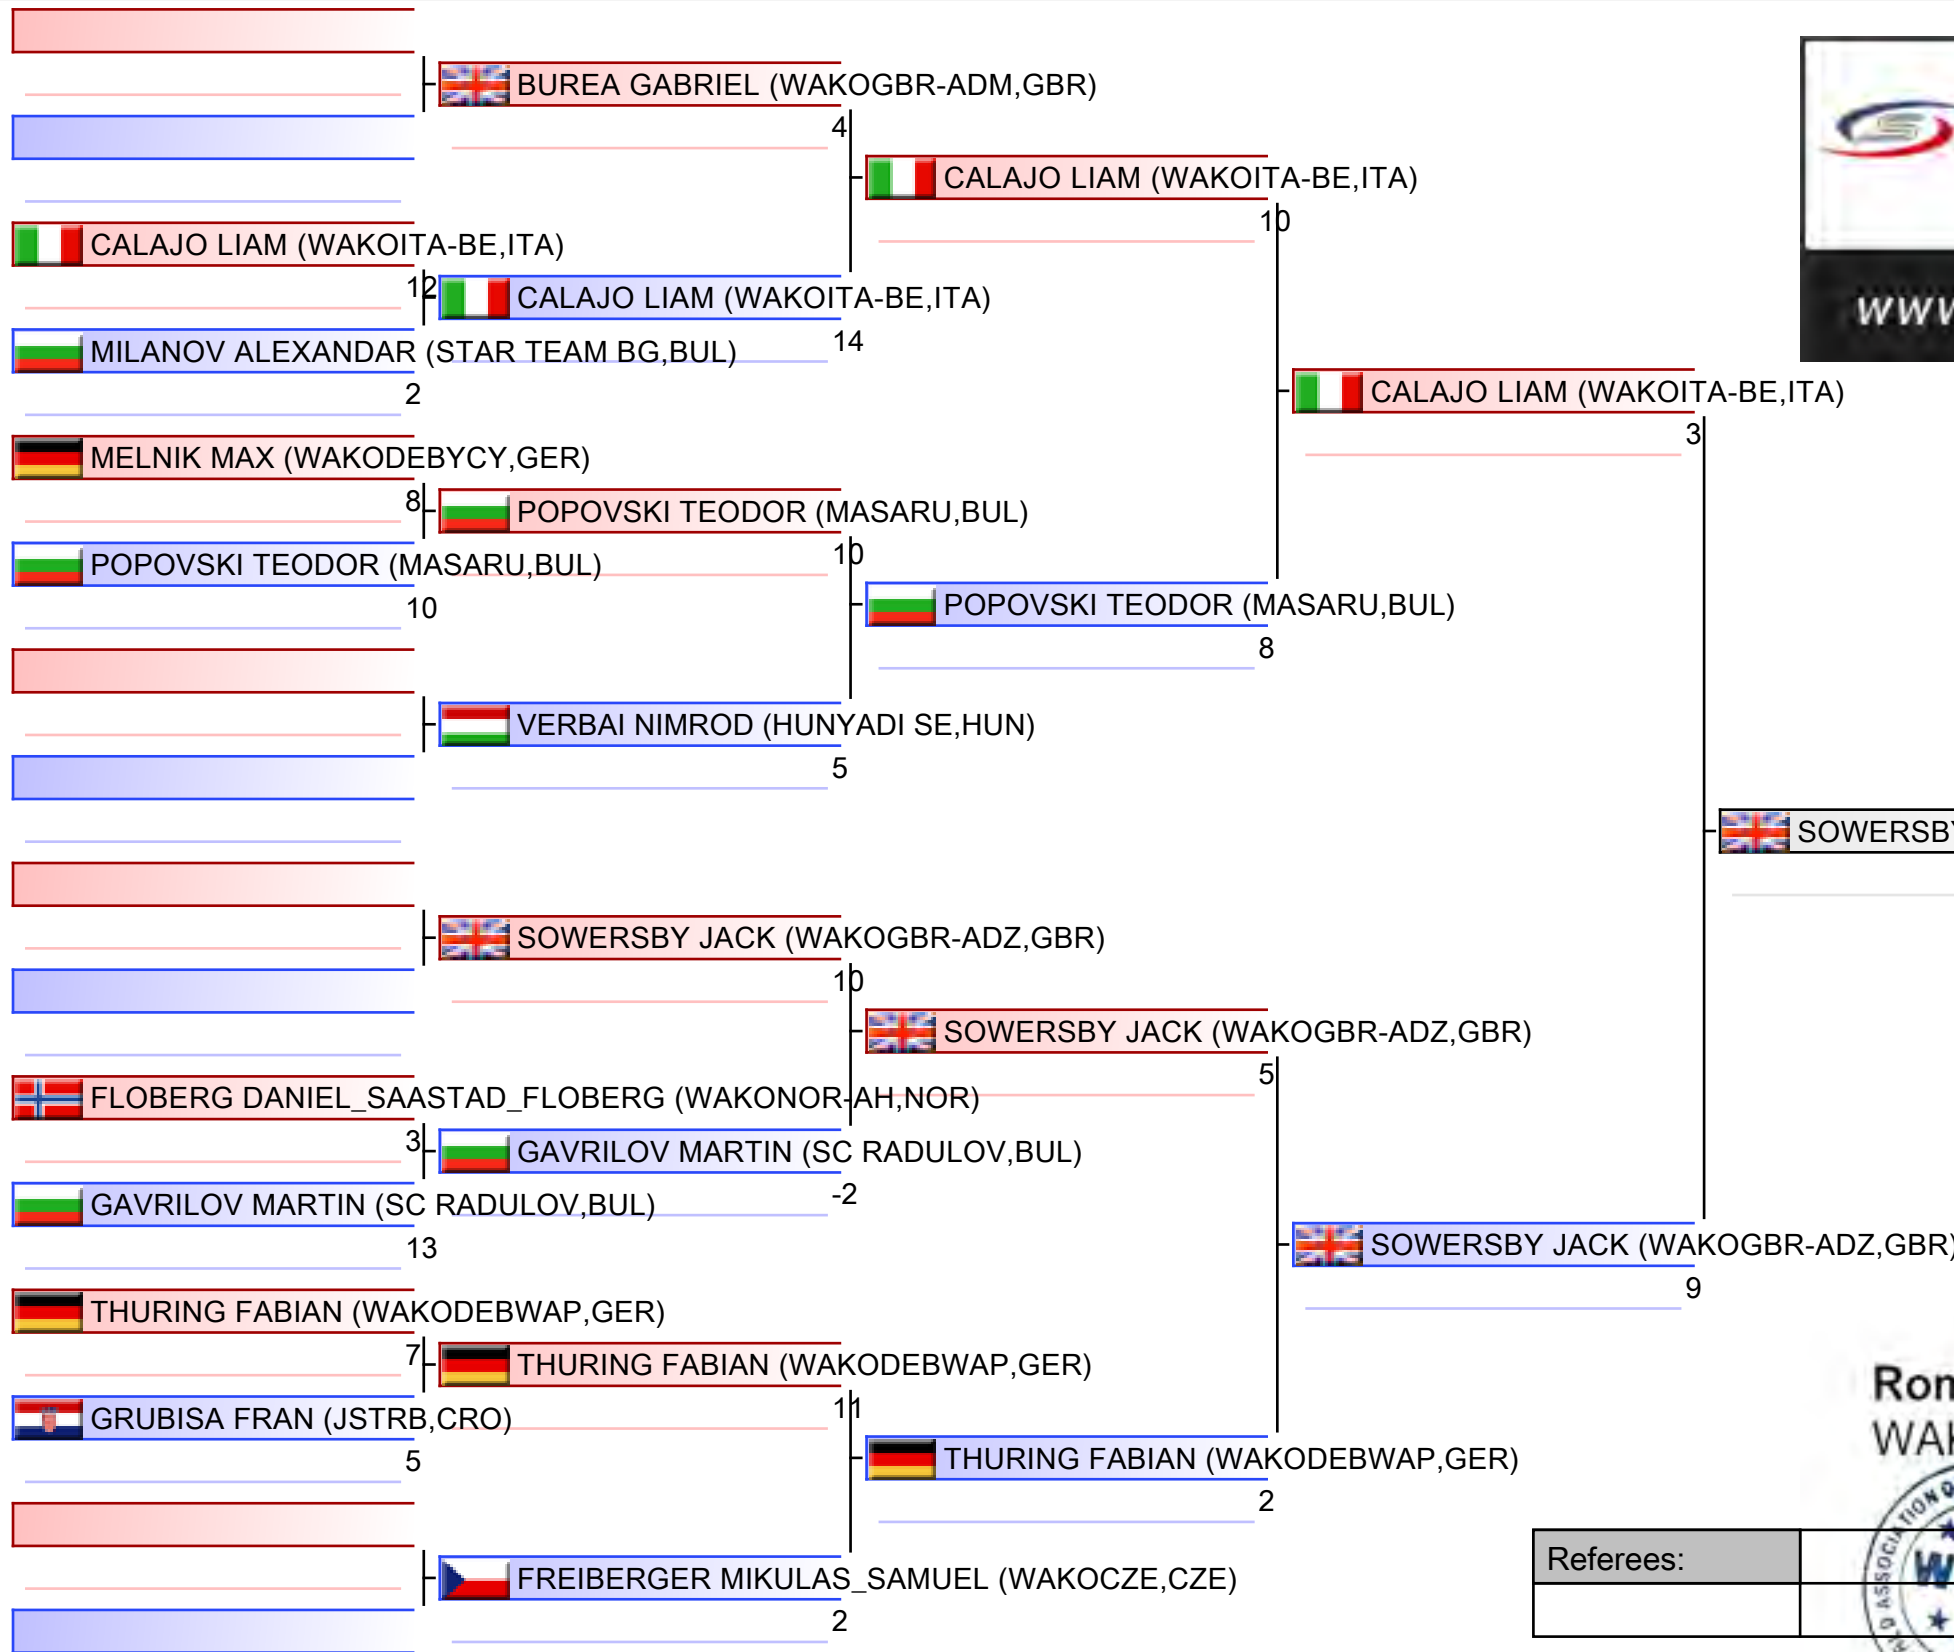 BUREA GABRIEL (WAKOGBR-ADM,GBR)
4
CALAJO LIAM (WAKOITA-BE,ITA)
10
CALAJO LIAM (WAKOITA-BE,ITA)
12
CALAJO LIAM (WAKOITA-BE,ITA)
14
www
MILANOV ALEXANDAR (STAR TEAM BG,BUL)
2
CALAJO LIAM (WAKOITA-BE,ITA)
3
MELNIK MAX (WAKODEBYCY,GER)
8
POPOVSKI TEODOR (MASARU,BUL)
10
POPOVSKI TEODOR (MASARU,BUL)
10
POPOVSKI TEODOR (MASARU,BUL)
8
VERBAI NIMROD (HUNYADI SE,HUN)
5
SOWERSBY
SOWERSBY JACK (WAKOGBR-ADZ,GBR)
10
SOWERSBY JACK (WAKOGBR-ADZ,GBR)
5
FLOBERG DANIEL_SAASTAD_FLOBERG (WAKONOR-AH,NOR)
3
GAVRILOV MARTIN (SC RADULOV,BUL)
-2
GAVRILOV MARTIN (SC RADULOV,BUL)
13
SOWERSBY JACK (WAKOGBR-ADZ,GBR)
9
THURING FABIAN (WAKODEBWAP,GER)
7
THURING FABIAN (WAKODEBWAP,GER)
11
GRUBISA FRAN (JSTRB,CRO)
5
THURING FABIAN (WAKODEBWAP,GER)
2
FREIBERGER MIKULAS_SAMUEL (WAKOCZE,CZE)
2
Referees: